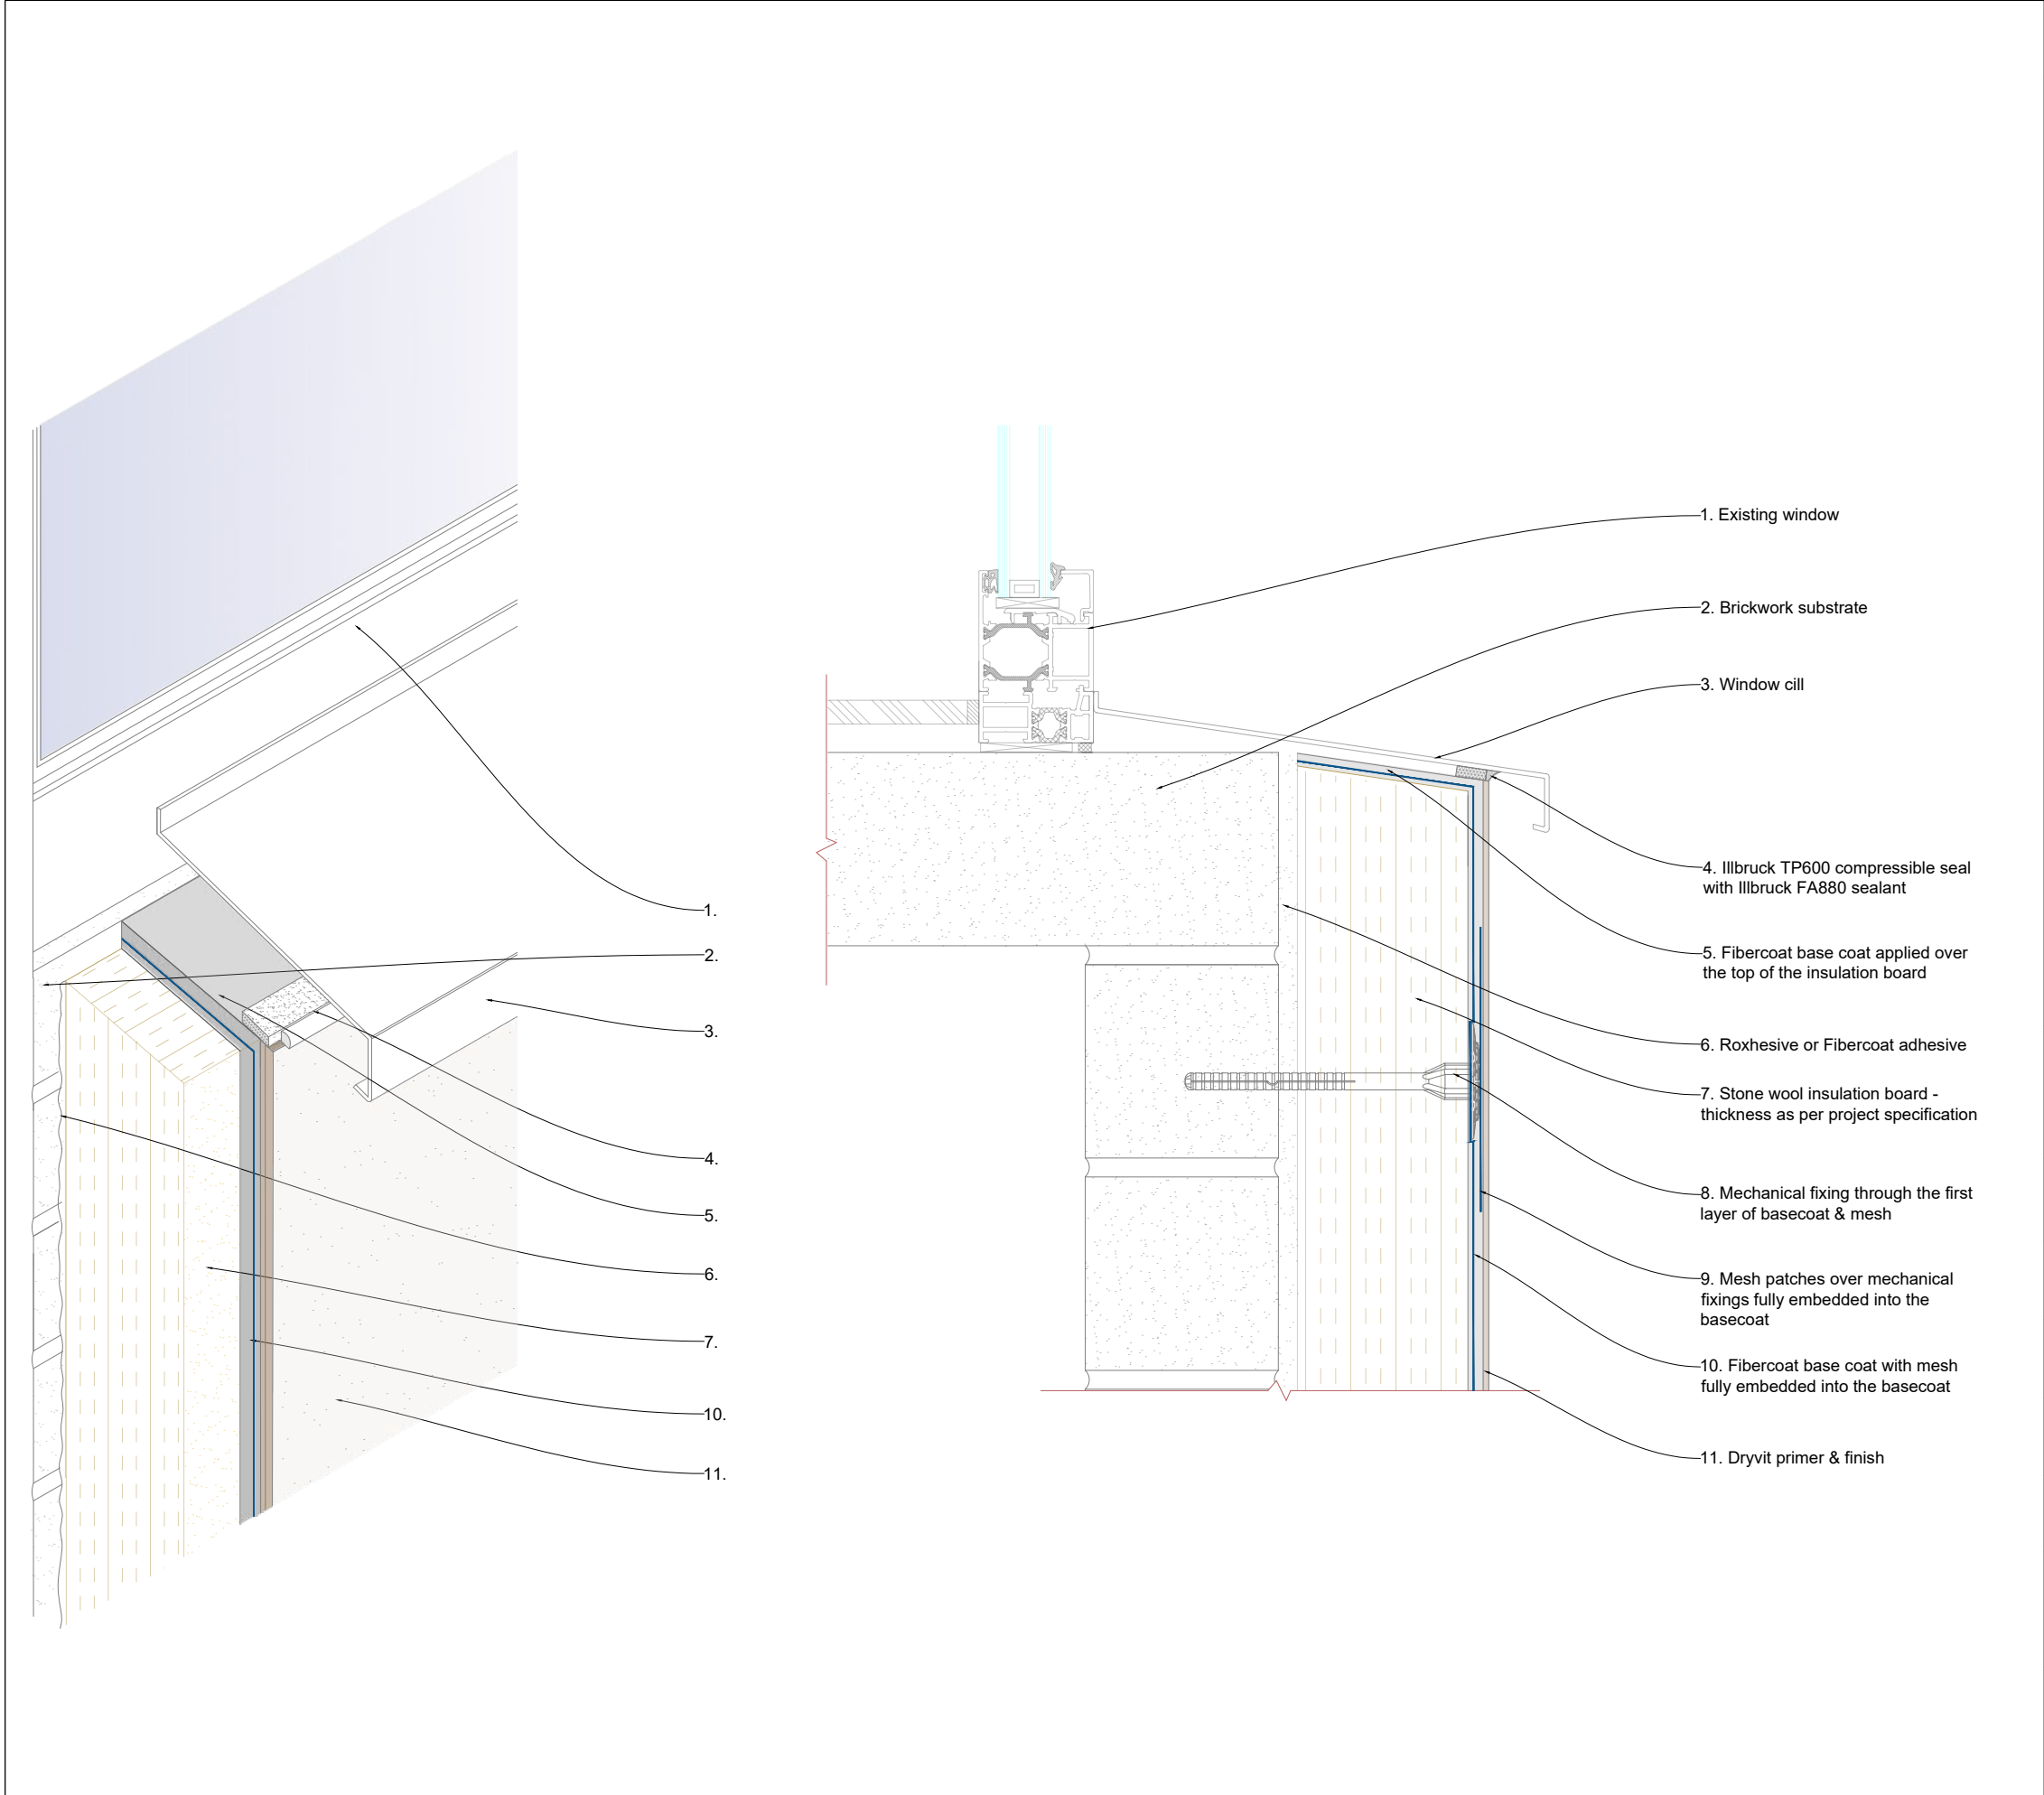 1.
2.
3.
4.
5.
6.
7.
10.
11.
1. Existing window
2. Brickwork substrate
3. Window cill
4. Illbruck TP600 compressible seal
with Illbruck FA880 sealant
5. Fibercoat base coat applied over
the top of the insulation board
6. Roxhesive or Fibercoat adhesive
7. Stone wool insulation board -
thickness as per project specification
8. Mechanical fixing through the first
layer of basecoat & mesh
9. Mesh patches over mechanical
fixings fully embedded into the
basecoat
10. Fibercoat base coat with mesh
fully embedded into the basecoat
11. Dryvit primer & finish